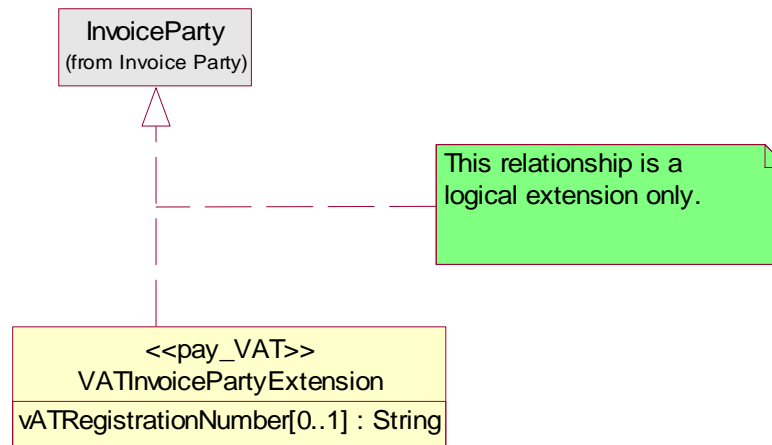 InvoiceParty
(from Invoice Party)
This relationship is a
logical extension only.
<<pay_VAT>>
VATInvoicePartyExtension
vATRegistrationNumber[0..1] : String